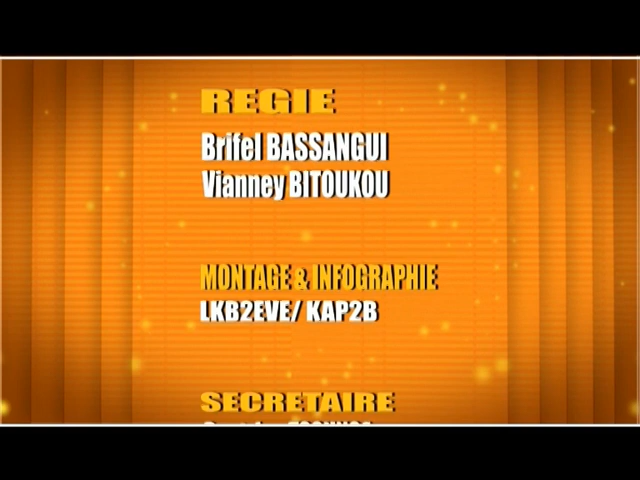 REGIE
Brifel BASSANGUI
Vianney BITOUKOU
MONTAGE & INFOGRAPHIE
LKB2EVE/ KAP2B
SECRETAIRE